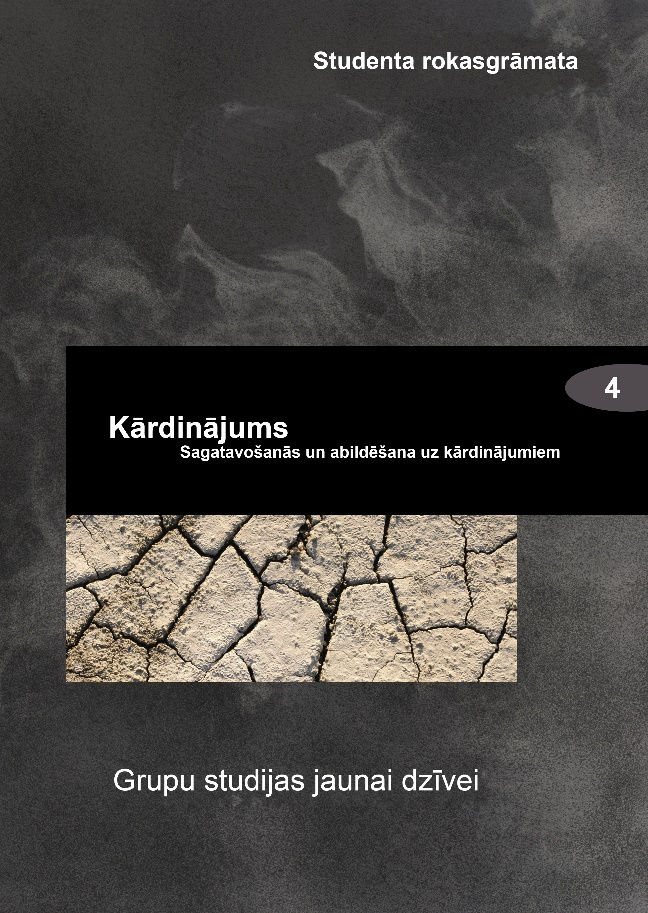 Studenta rokasgrāmata
4
Kārdinājums
Sagatavošanās un abildēšana uz kārdinājumiem
Grupu studijas jaunai dzīvei